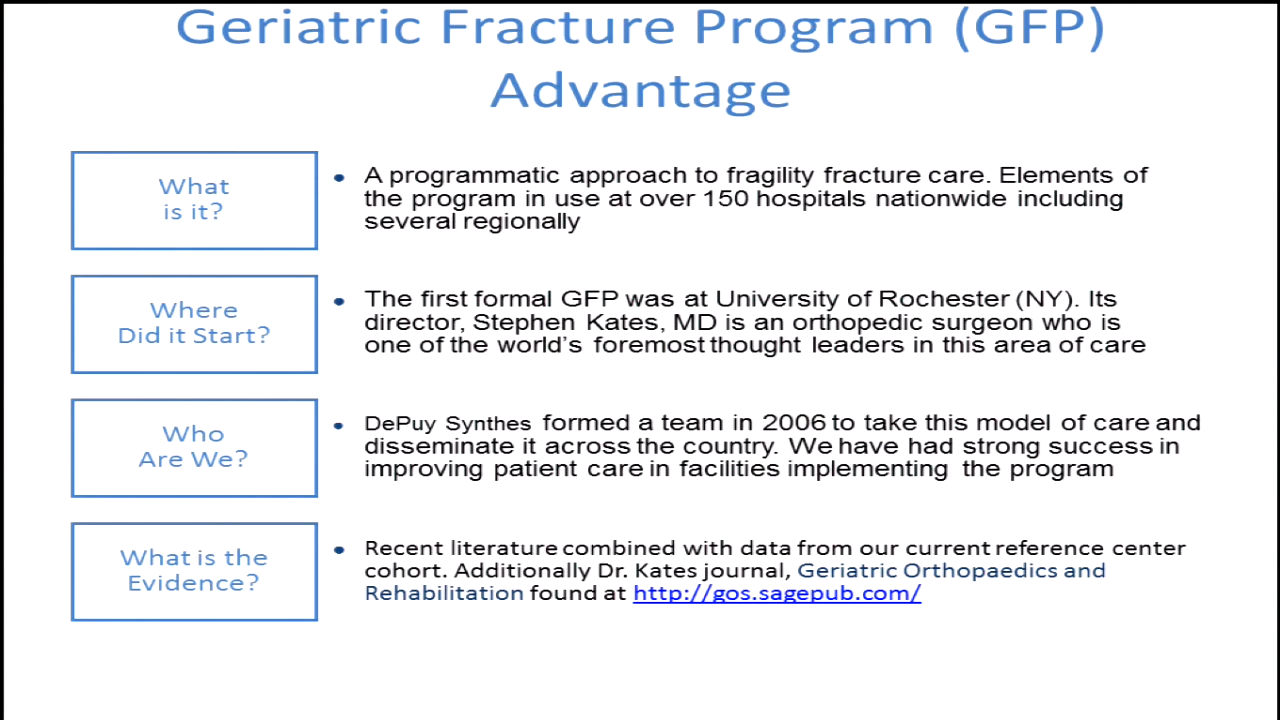 Geriatric Fracture Program (GFP)
Advantage
What
is it?
• A programmatic approach to fragility fracture care. Elements of
the program in use at over 150 hospitals nationwide including
several regionally
Where
Did it Start?
• The first formal GFP was at University of Rochester (NY). Its
director, Stephen Kates, MD is an orthopedic surgeon who is
one of the world's foremost thought leaders in this area of care
Who
Are We?
• DePuy Synthes formed a team in 2006 to take this model of care and
disseminate it across the country. We have had strong success in
improving patient care in facilities implementing the program
What is the
Evidence?
• Recent literature combined with data from our current reference center
cohort. Additionally Dr. Kates journal, Geriatric Orthopaedics and
Rehabilitation found at http://gos.sagepub.com/